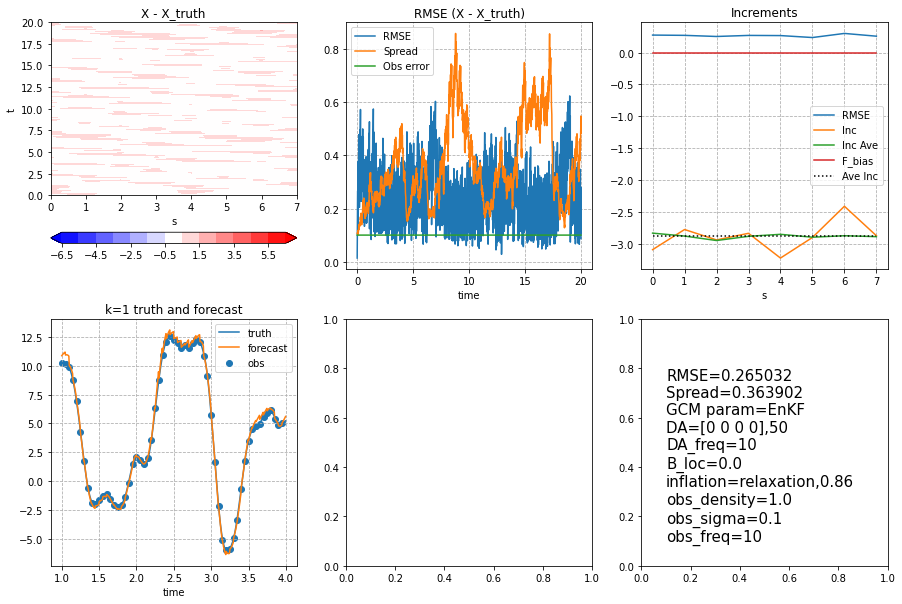 X - X_truth
20.0
17.5
15.0
12.5
10.0
7.5
5.0
2.5
0.0
t
0 1 2 3 4 5 6 7
s
−6.5 −4.5 −2.5 −0.5 1.5 3.5 5.5
RMSE (X - X_truth)
RMSE
Spread
Obs error
0.8
0.6
0.4
0.2
0.0
0 5 10 15 20
time
Increments
0.0
−0.5
−1.0
−1.5
−2.0
−2.5
−3.0
RMSE
Inc
Inc Ave
F_bias
Ave Inc
0 1 2 3 4 5 6 7
s
k=1 truth and forecast
truth
forecast
obs
12.5
10.0
7.5
5.0
2.5
0.0
−2.5
−5.0
1.0 1.5 2.0 2.5 3.0 3.5 4.0
time
1.0
0.8
0.6
0.4
0.2
0.0
0.0 0.2 0.4 0.6 0.8 1.0
1.0
0.8
0.6
0.4
0.2
0.0
RMSE=0.265032
Spread=0.363902
GCM param=EnKF
DA=[0 0 0 0],50
DA_freq=10
B_loc=0.0
inflation=relaxation,0.86
obs_density=1.0
obs_sigma=0.1
obs_freq=10
0.0 0.2 0.4 0.6 0.8 1.0